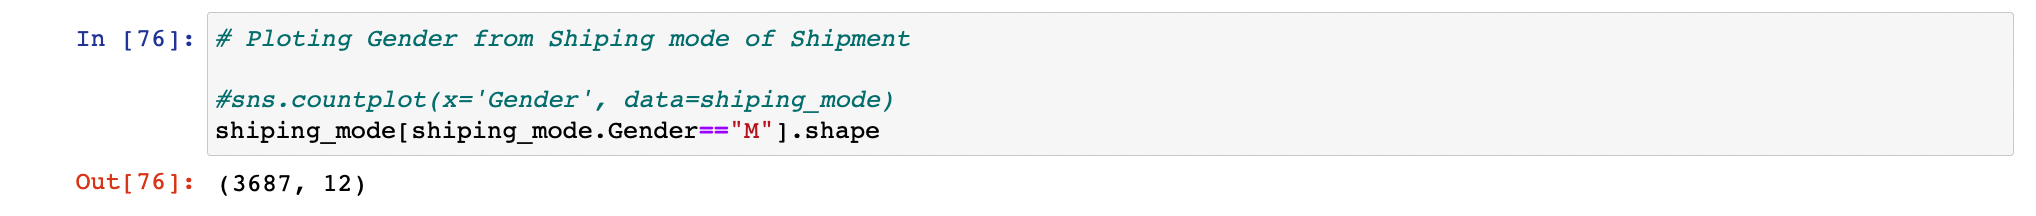 In [76]: # Ploting Gender from Shiping mode of Shipment
#sns.countplot(x='Gender', data=shiping_mode)
shiping_mode[shiping_mode.Gender=="M"].shape
Out[76]: (3687, 12)